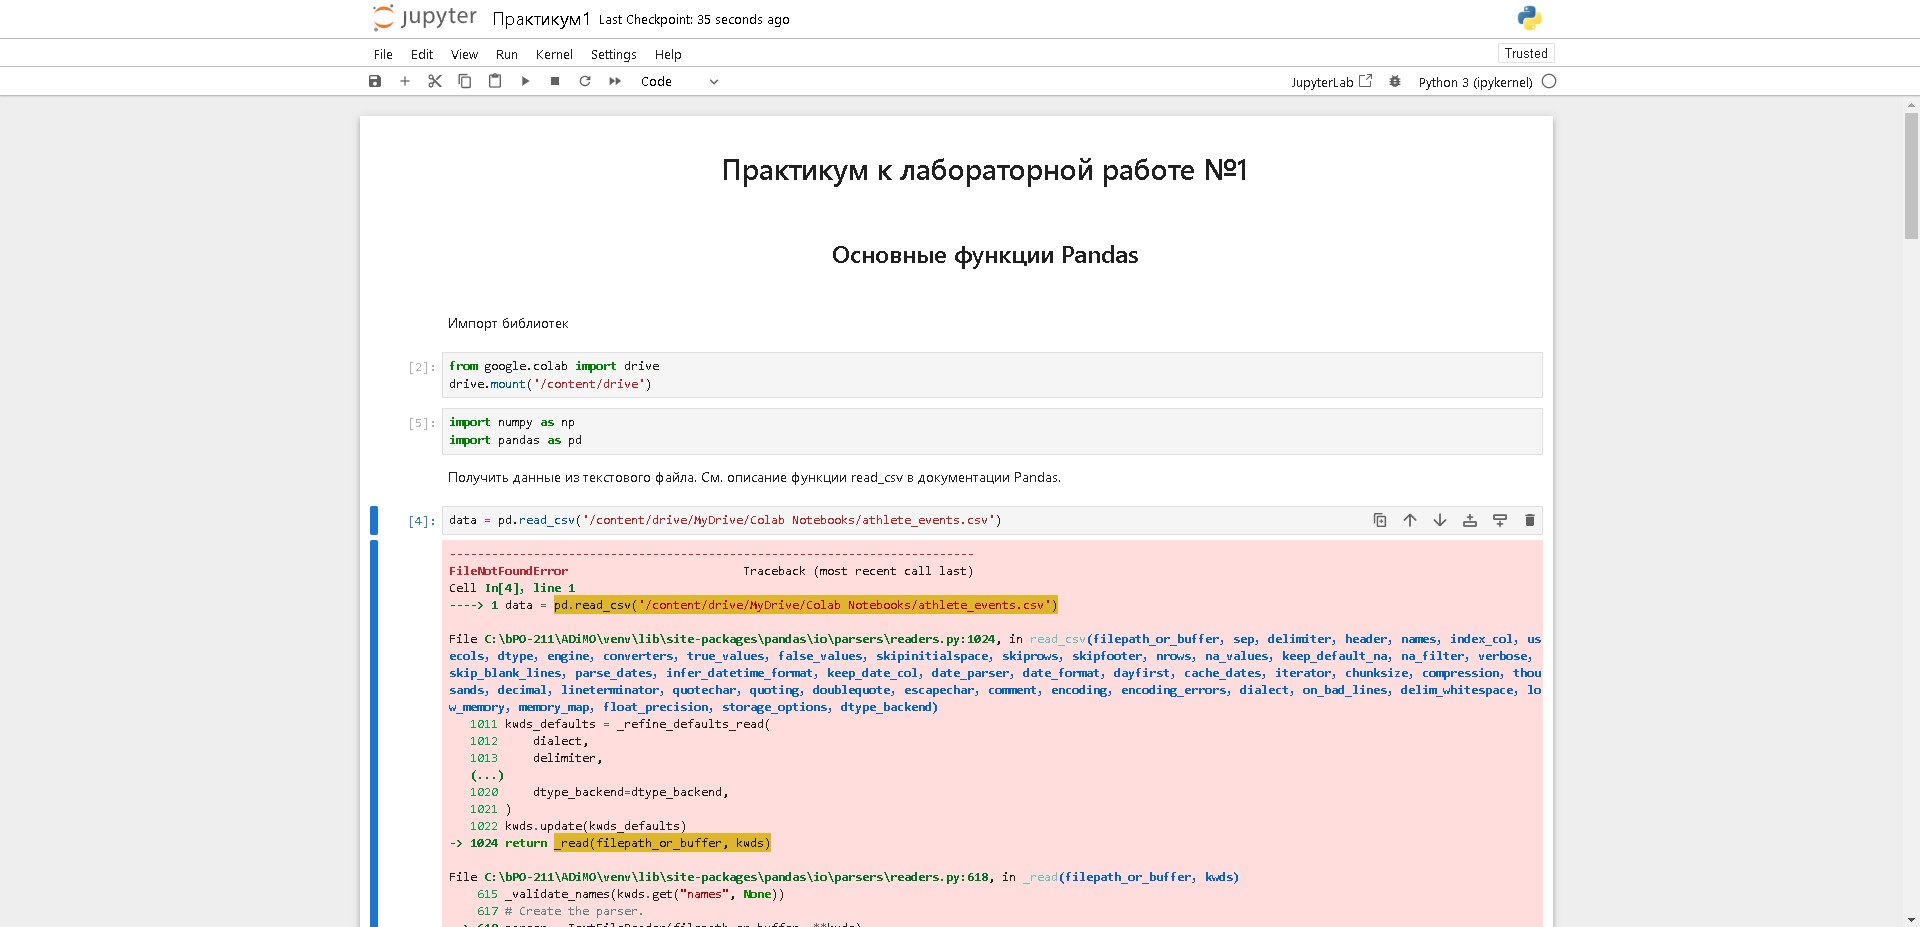 jupyter Практикум1 Last Checkpoint: 35 seconds ago
File Edit View Run Kernel Settings Help
Trusted
Code
JupyterLab Python 3 (ipykernel)
Практикум к лабораторной работе №1
Основные функции Pandas
Импорт библиотек
[2]: from google.colab import drive
drive.mount('/content/drive')
[5]: import numpy as np
import pandas as pd
Получить данные из текстового файла. См. описание функции read_csv в документации Pandas.
[4]: data = pd.read_csv('/content/drive/MyDrive/Colab Notebooks/athlete_events.csv')
---------------------------------------------------------------------------
FileNotFoundError                         Traceback (most recent call last)
Cell In[4], line 1
----> 1 data = pd.read_csv('/content/drive/MyDrive/Colab Notebooks/athlete_events.csv')
File C:\bPO-211\ADiMO\venv\lib\site-packages\pandas\io\parsers\readers.py:1024, in read_csv(filepath_or_buffer, sep, delimiter, header, names, index_col, us
ecols, dtype, engine, converters, true_values, false_values, skipinitialspace, skiprows, skipfooter, nrows, na_values, keep_default_na, na_filter, verbose,
skip_blank_lines, parse_dates, infer_datetime_format, keep_date_col, date_parser, date_format, dayfirst, cache_dates, iterator, chunksize, compression, thou
sands, decimal, lineterminator, quotechar, quoting, doublequote, escapechar, comment, encoding, encoding_errors, dialect, on_bad_lines, delim_whitespace, lo
w_memory, memory_map, float_precision, storage_options, dtype_backend)
1011 kwds_defaults = _refine_defaults_read(
1012     dialect,
1013     delimiter,
(...)
1020     dtype_backend=dtype_backend,
1021 )
1022 kwds.update(kwds_defaults)
-> 1024 return _read(filepath_or_buffer, kwds)
File C:\bPO-211\ADiMO\venv\lib\site-packages\pandas\io\parsers\readers.py:618, in _read(filepath_or_buffer, kwds)
615 _validate_names(kwds.get("names", None))
617 # Create the parser.